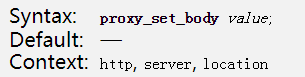 Syntax: proxy_set_body value;
Default: —
Context: http, server, location